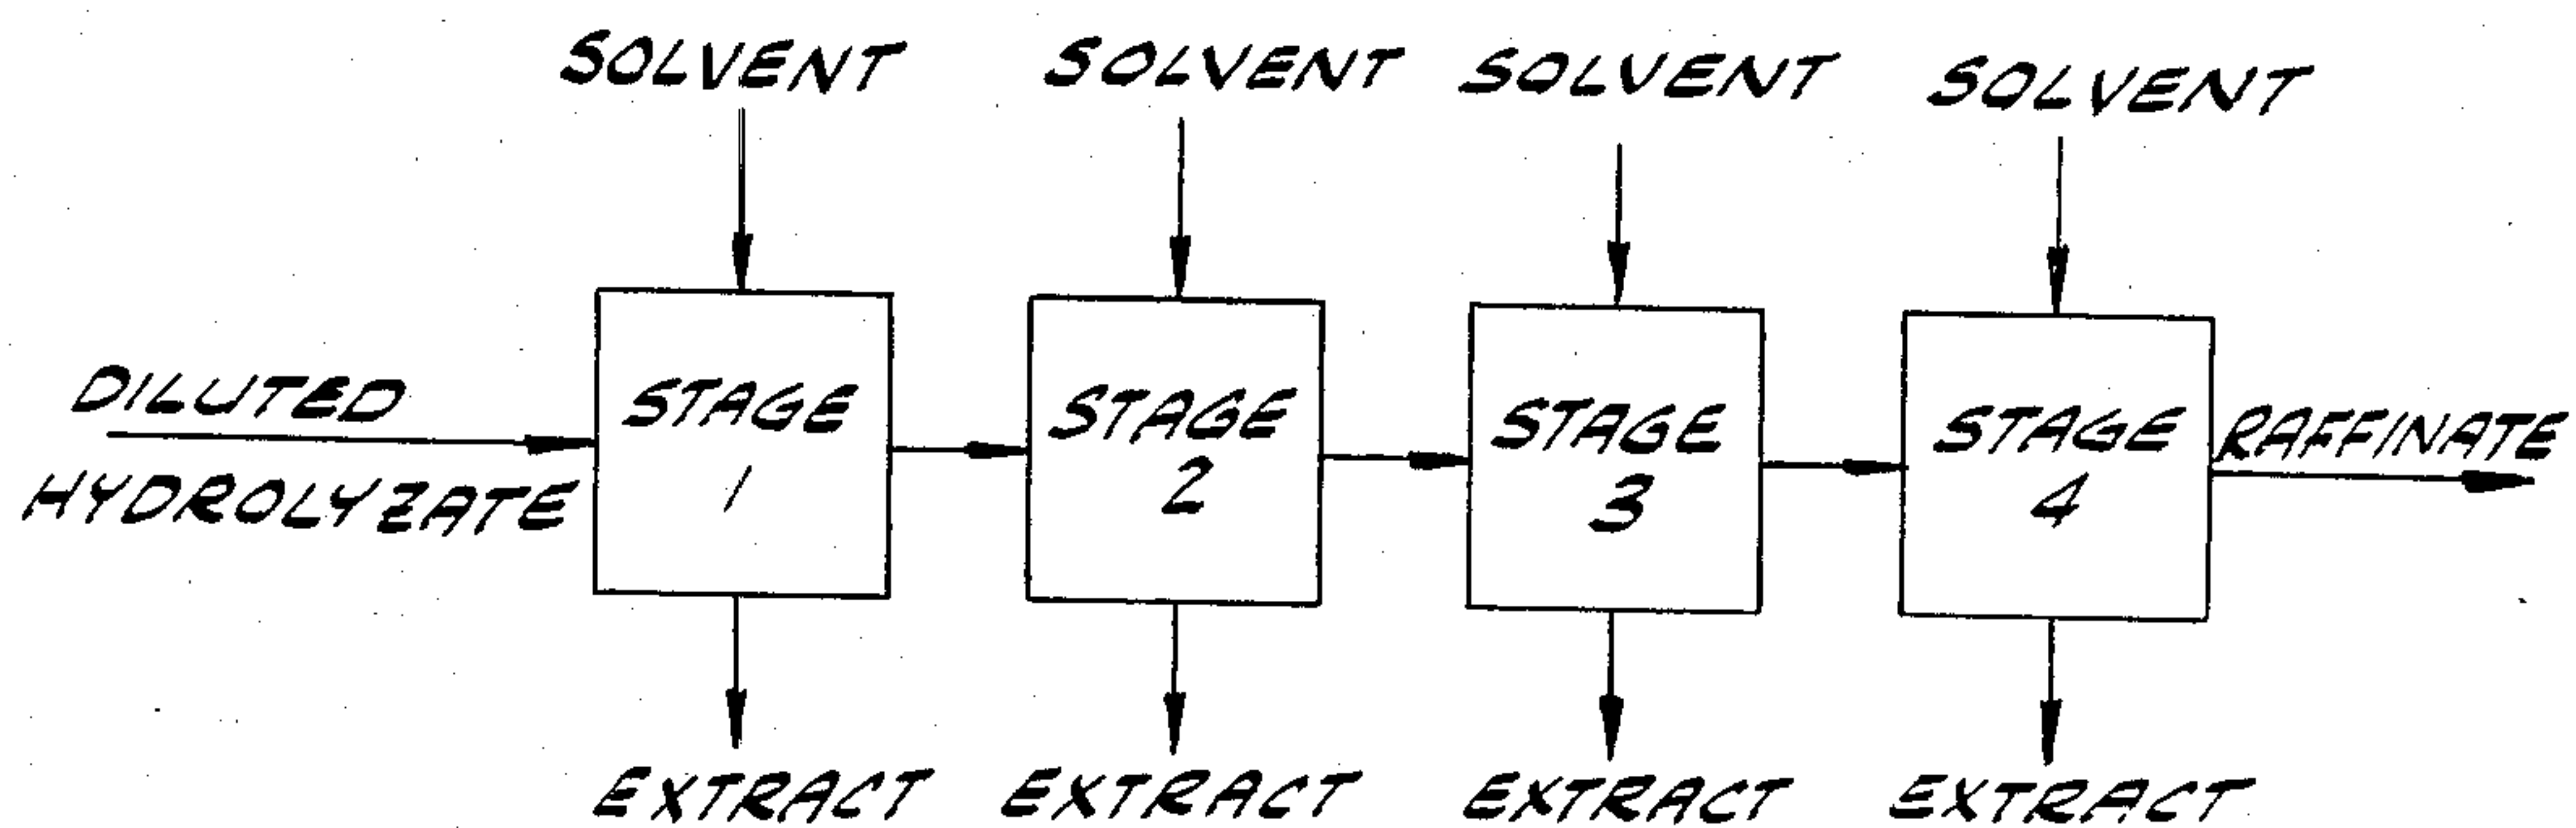 SOLVENT SOLVENT SOLVENT SOLVENT
DILUTED
HYDROLYZATE
STAGE
1
STAGE
2
STAGE
3
STAGE
4
RAFFINATE
EXTRACT EXTRACT EXTRACT EXTRACT